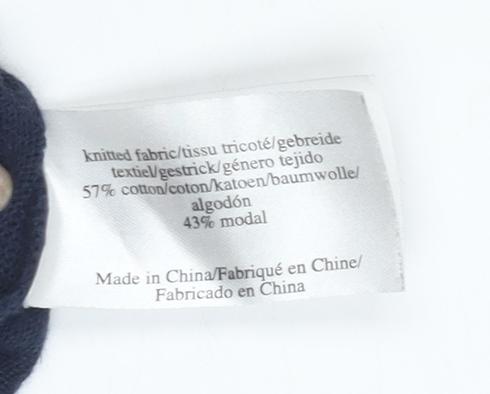 knitted fabric/tissu tricoté/gebreide
textiel/gestrick/género tejido
57% cotton/coton/katoen/baumwolle/
algodón
43% modal
Made in China/Fabriqué en Chine/
Fabricado en China